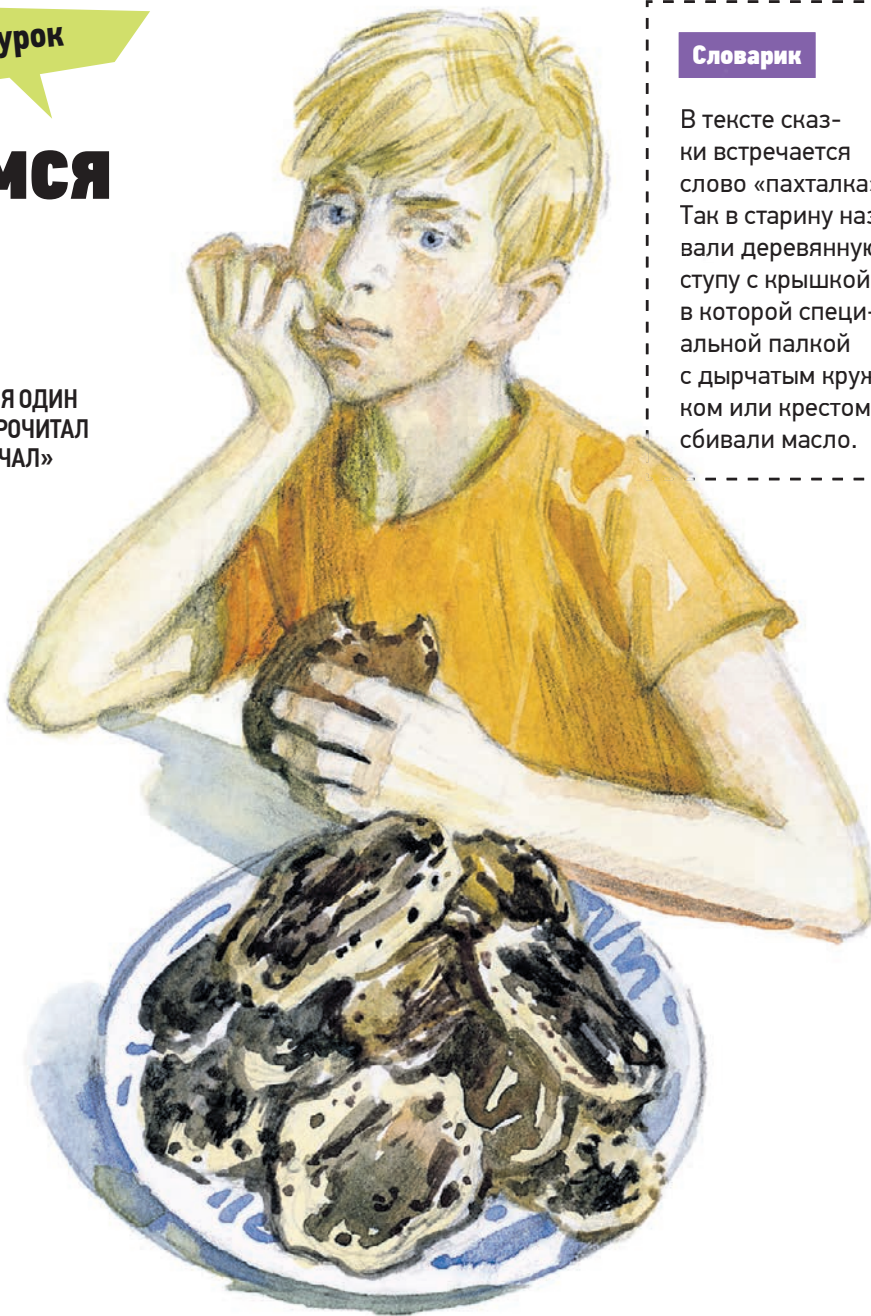 урок
мся
Я ОДИН
РОЧИТАЛ
ЧАЛ»
Словарик
В тексте сказ-
ки встречается
слово «пахталка»
Так в старину наз
вали деревянную
ступу с крышкой
в которой специ-
альной палкой
с дырчатым круж
ком или крестом
сбивали масло.